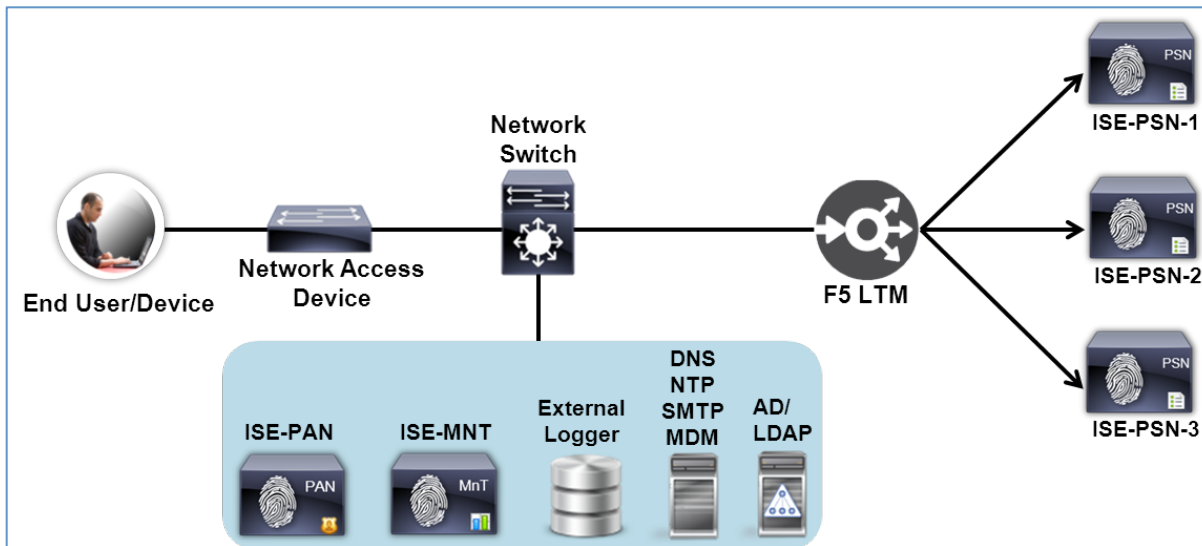 PSN
ISE-PSN-1
Network
Switch
PSN
ISE-PSN-2
End User/Device
Network Access
Device
F5 LTM
PSN
ISE-PSN-3
ISE-PAN
PAN
ISE-MNT
MnT
External
Logger
DNS
NTP
SMTP
MDM
AD/
LDAP